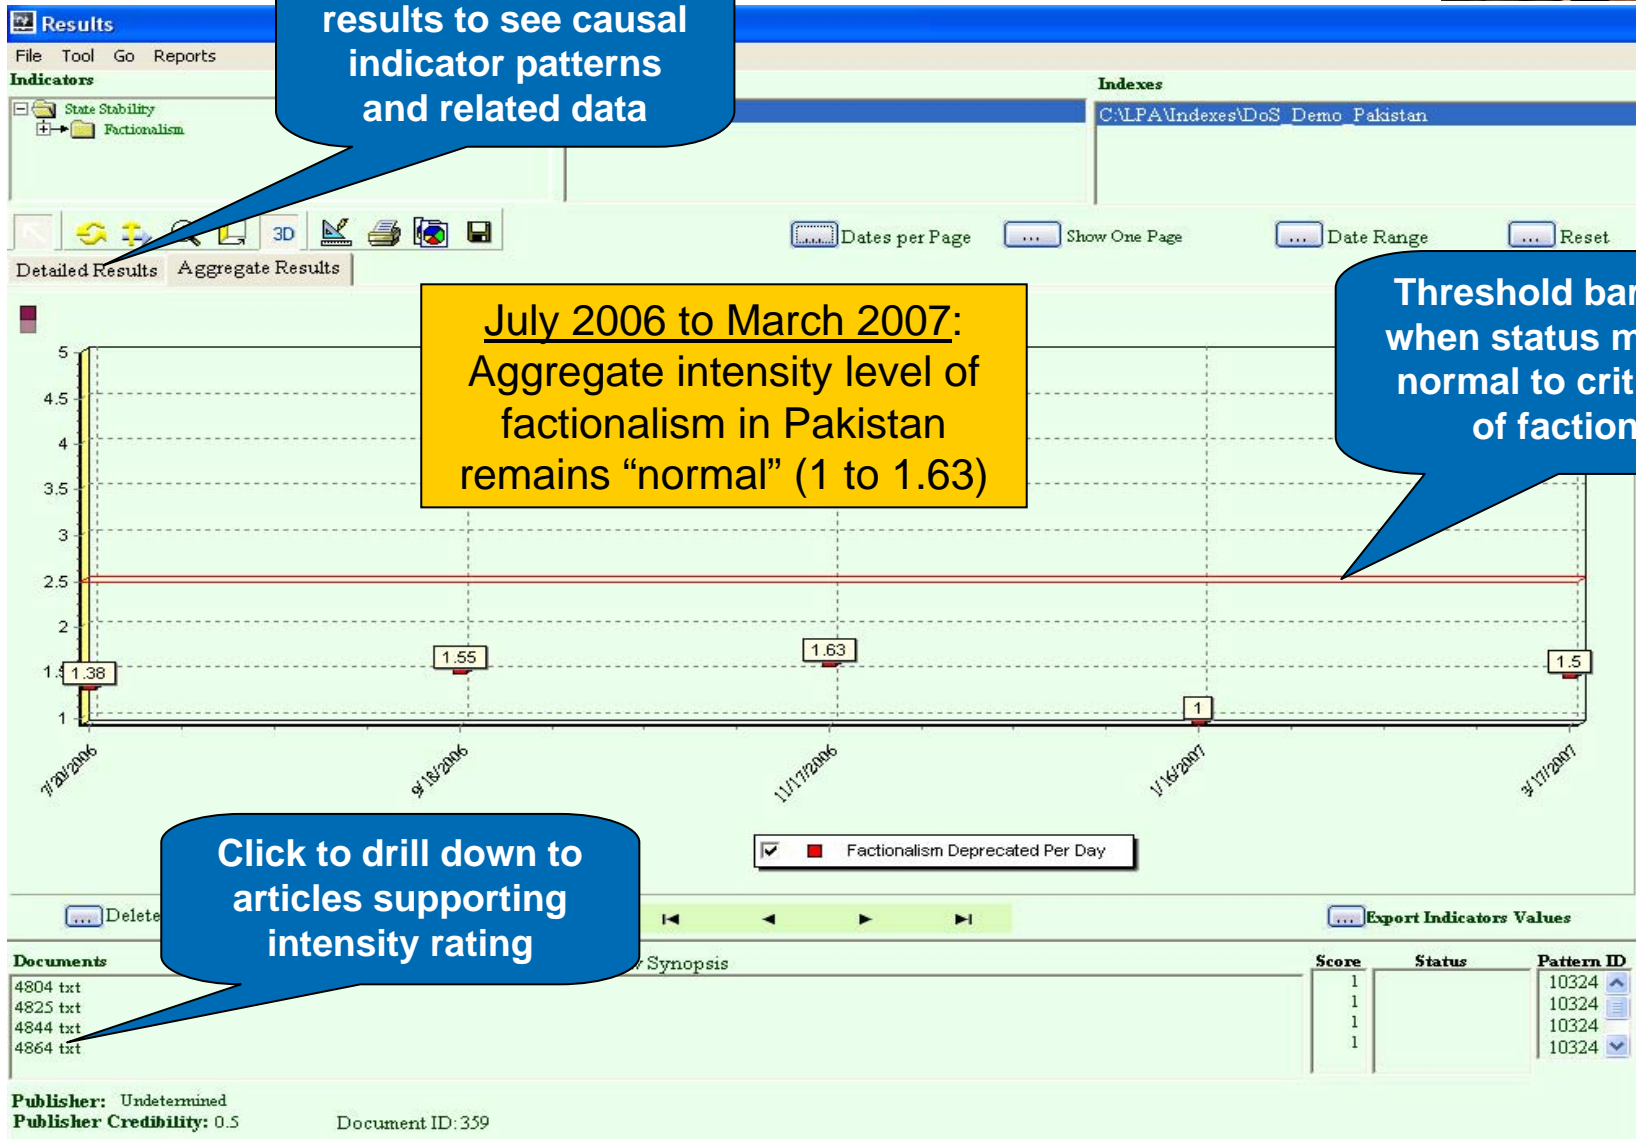 results to see causal
indicator patterns
and related data
Results
File Tool Go Reports
Indicators
Indexes
State Stability
Factionalism
C:\LPA\Indexes\DoS_Demo_Pakistan
3D
Dates per Page
Show One Page
Date Range
Reset
Detailed Results Aggregate Results
July 2006 to March 2007:
Aggregate intensity level of
factionalism in Pakistan
remains “normal” (1 to 1.63)
Threshold bar
when status
normal to
of
5
4.5
4
3.5
3
2.5
2
1.5
1
1.38
1.55
1.63
1
1.5
7/20/2006
9/18/2006
11/17/2006
1/16/2007
3/17/2007
Factionalism Deprecated Per Day
Click to drill down to
articles supporting
intensity rating
Delete
Export Indicators Values
Documents
Synopsis
Score
Status
Pattern ID
4804 txt 1 10324
4825 txt 1 10324
4844 txt 1 10324
4864 txt 1 10324
Publisher: Undetermined
Publisher Credibility: 0.5 Document ID: 359